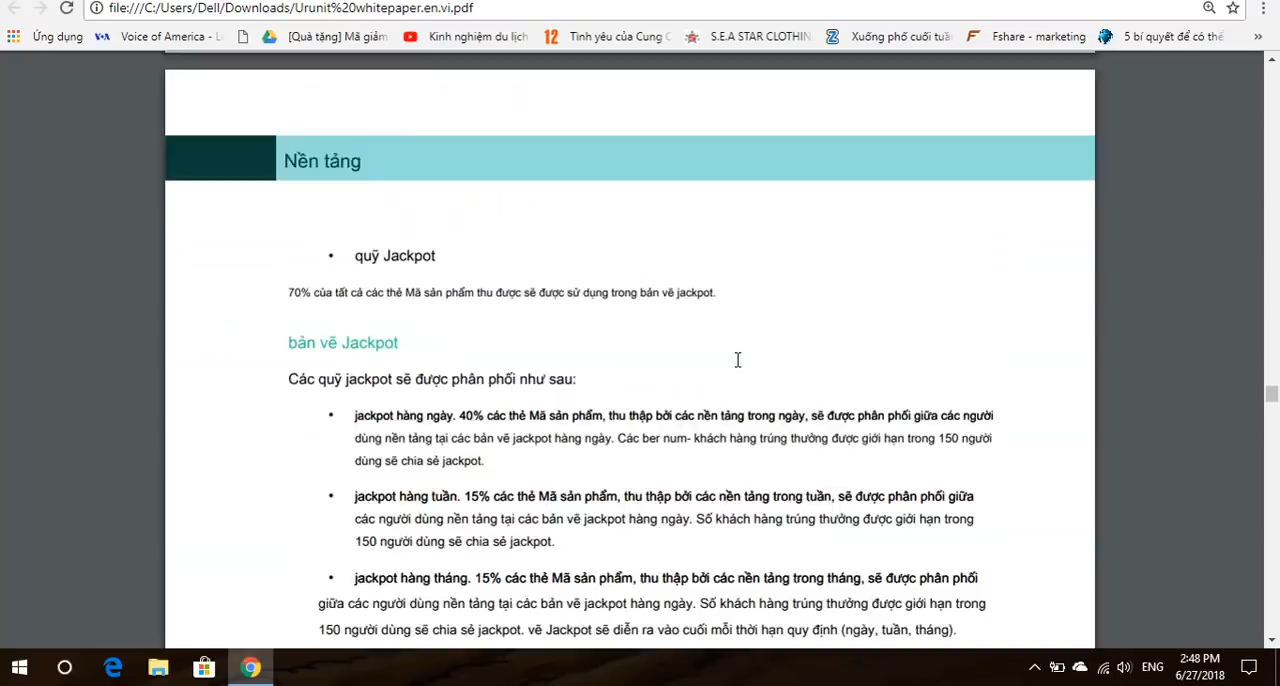 file:///C:/Users/Dell/Downloads/Urunit%20whitepaper.en.vi.pdf
Ứng dụng Voice of America - L [Quà tặng] Mã giảm Kinh nghiệm du lịch 12 Tình yêu của Cung C S.E.A STAR CLOTHIN Xuống phố cuối tuần Fshare - marketing 5 bí quyết để có thể »
Nền tảng
• quỹ Jackpot
70% của tất cả các thẻ Mã sản phẩm thu được sẽ được sử dụng trong bản vẽ jackpot.
bản vẽ Jackpot
Các quỹ jackpot sẽ được phân phối như sau:
• jackpot hàng ngày. 40% các thẻ Mã sản phẩm, thu thập bởi các nền tảng trong ngày, sẽ được phân phối giữa các người
dùng nền tảng tại các bản vẽ jackpot hàng ngày. Các ber num- khách hàng trúng thưởng được giới hạn trong 150 người
dùng sẽ chia sẻ jackpot.
• jackpot hàng tuần. 15% các thẻ Mã sản phẩm, thu thập bởi các nền tảng trong tuần, sẽ được phân phối giữa
các người dùng nền tảng tại các bản vẽ jackpot hàng ngày. Số khách hàng trúng thưởng được giới hạn trong
150 người dùng sẽ chia sẻ jackpot.
• jackpot hàng tháng. 15% các thẻ Mã sản phẩm, thu thập bởi các nền tảng trong tháng, sẽ được phân phối
giữa các người dùng nền tảng tại các bản vẽ jackpot hàng ngày. Số khách hàng trúng thưởng được giới hạn trong
150 người dùng sẽ chia sẻ jackpot. vẽ Jackpot sẽ diễn ra vào cuối mỗi thời hạn quy định (ngày, tuần, tháng).
ENG
2:48 PM
6/27/2018